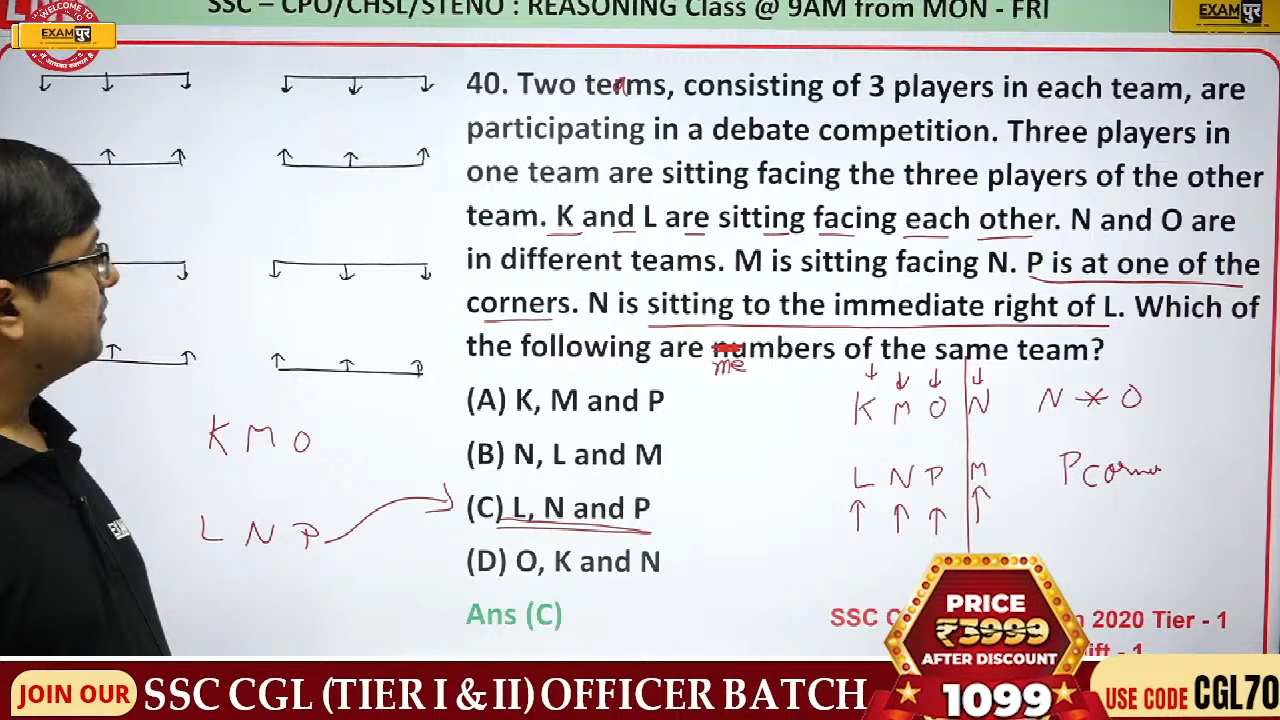 SSC – CPO/CHSL/STENO : REASONING Class @ 9AM from MON - FRI
WELCOME TO
EXAMपुर
EXAMपुर
40. Two teams, consisting of 3 players in each team, are
participating in a debate competition. Three players in
one team are sitting facing the three players of the other
team. K and L are sitting facing each other. N and O are
in different teams. M is sitting facing N. P is at one of the
corners. N is sitting to the immediate right of L. Which of
the following are numbers of the same team?
me
(A) K, M and P
(B) N, L and M
(C) L, N and P
(D) O, K and N
Ans (C)
K M O
L N P
K M O N
L N P M
N O
P corner
SSC
2020 Tier - 1
ift - 1
PRICE
₹3999
AFTER DISCOUNT
1099
JOIN OUR SSC CGL (TIER I & II) OFFICER BATCH
USE CODE CGL70